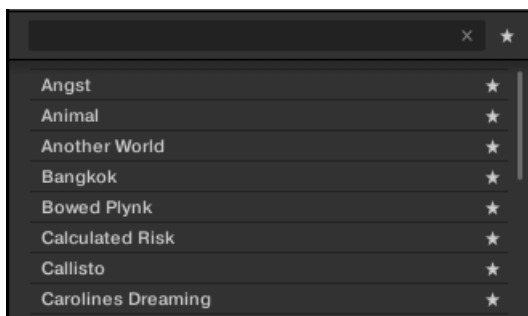 Angst
Animal
Another World
Bangkok
Bowed Plynk
Calculated Risk
Callisto
Carolines Dreaming